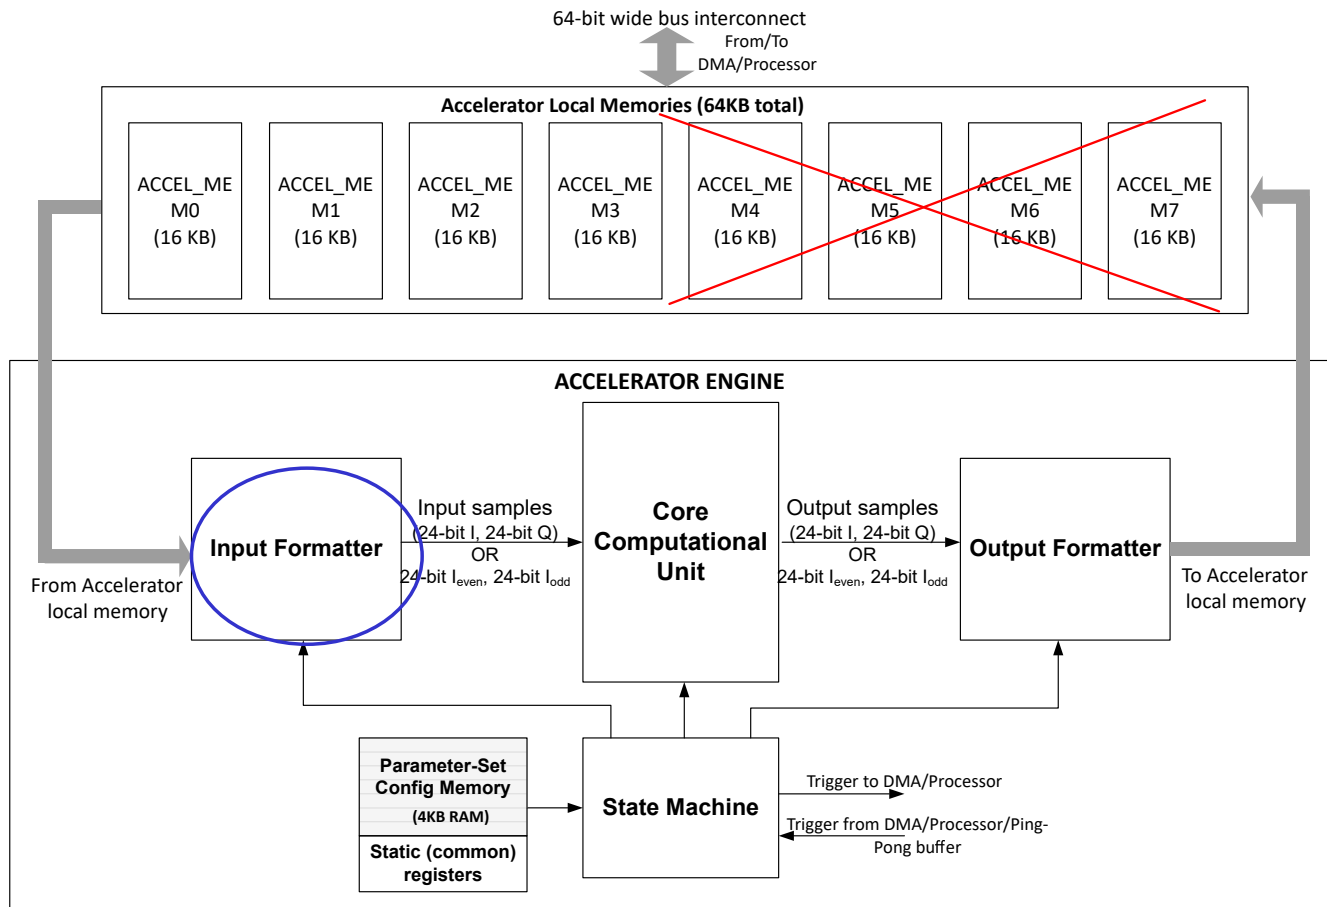 64-bit wide bus interconnect
From/To
DMA/Processor
Accelerator Local Memories (64KB total)
ACCEL_ME
M0
(16 KB)
ACCEL_ME
M1
(16 KB)
ACCEL_ME
M2
(16 KB)
ACCEL_ME
M3
(16 KB)
ACCEL_ME
M4
(16 KB)
ACCEL_ME
M5
(16 KB)
ACCEL_ME
M6
(16 KB)
ACCEL_ME
M7
(16 KB)
ACCELERATOR ENGINE
Input Formatter
From Accelerator
local memory
Input samples
(24-bit I, 24-bit Q)
OR
24-bit Ieven, 24-bit Iodd
Core
Computational
Unit
Output samples
(24-bit I, 24-bit Q)
OR
24-bit Ieven, 24-bit Iodd
Output Formatter
To Accelerator
local memory
Parameter-Set
Config Memory
(4KB RAM)
Static (common)
registers
State Machine
Trigger to DMA/Processor
Trigger from DMA/Processor/Ping-
Pong buffer